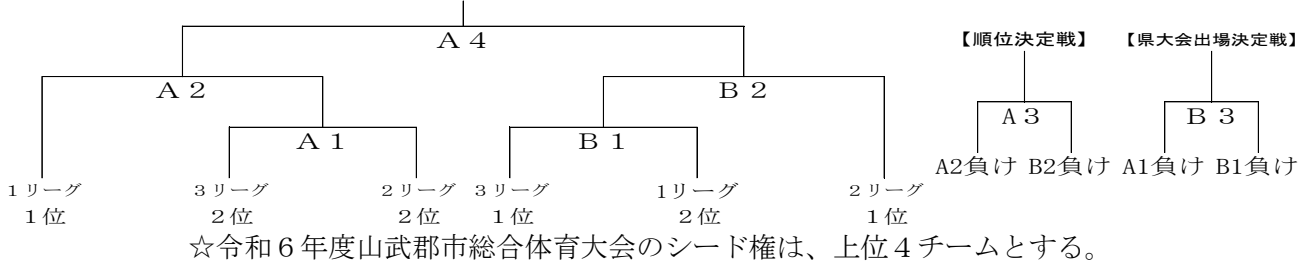 Ａ４
【順位決定戦】 【県大会出場決定戦】
Ａ２ Ｂ２
Ａ３ Ｂ３
Ａ１ Ｂ１
A2負け B2負け A1負け B1負け
１リーグ ３リーグ ２リーグ ３リーグ １リーグ ２リーグ
１位 ２位 ２位 １位 ２位 １位
☆令和６年度山武郡市総合体育大会のシード権は、上位４チームとする。